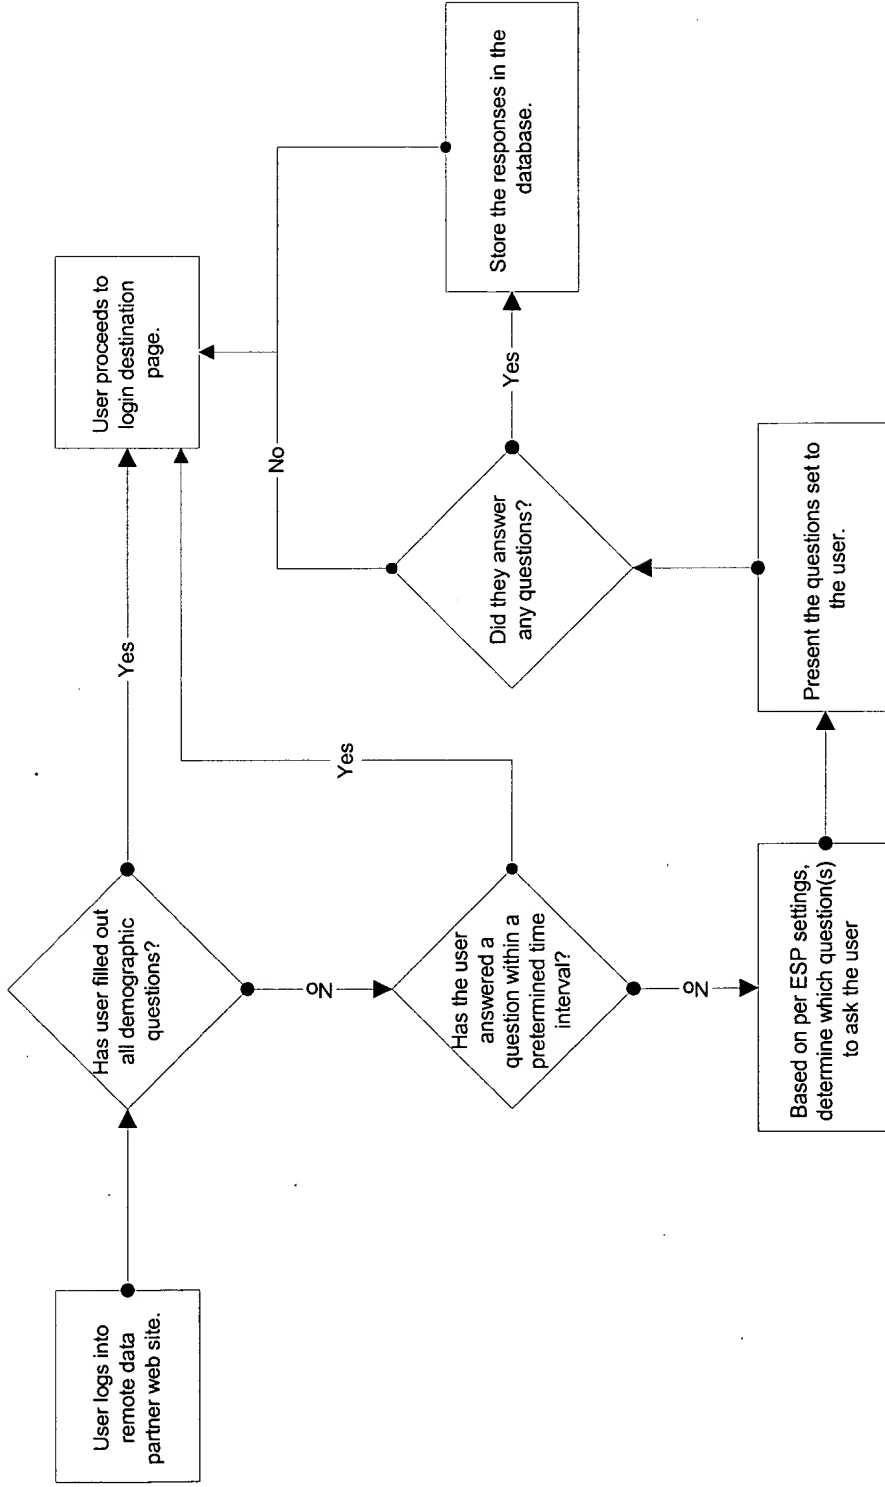 User logs into
remote data
partner web site.
Has user filled out
all demographic
questions?
Yes
User proceeds to
login destination
page.
No
Has the user
answered a
question within a
pretermined time
interval?
Yes
No
Based on per ESP settings,
determine which question(s)
to ask the user
Present the questions set to
the user.
Did they answer
any questions?
No
Yes
Store the responses in the
database.